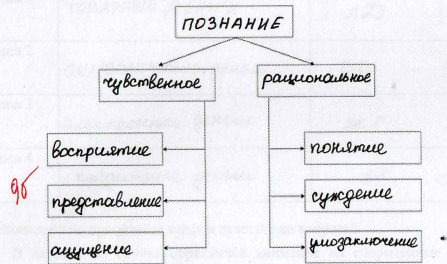 ПОЗНАНИЕ
чувственное рациональное
восприятие понятие
представление суждение
ощущение умозаключение